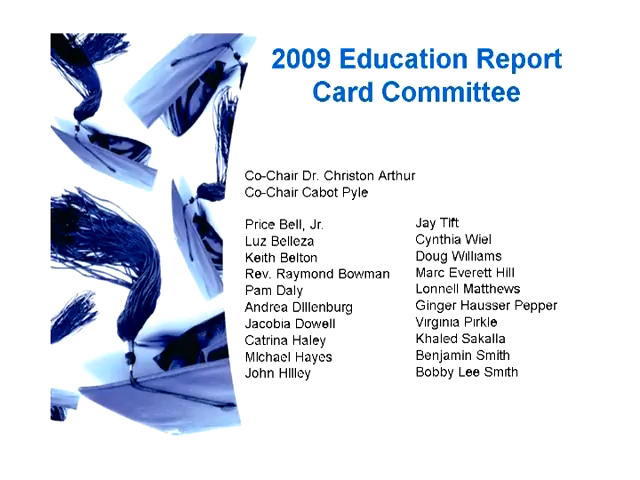 2009 Education Report
Card Committee
Co-Chair Dr. Christon Arthur
Co-Chair Cabot Pyle
Price Bell, Jr.
Luz Belleza
Keith Belton
Rev. Raymond Bowman
Pam Daly
Andrea Dillenburg
Jacobia Dowell
Catrina Haley
Michael Hayes
John Hilley
Jay Tift
Cynthia Wiel
Doug Williams
Marc Everett Hill
Lonnell Matthews
Ginger Hausser Pepper
Virginia Pirkle
Khaled Sakalla
Benjamin Smith
Bobby Lee Smith